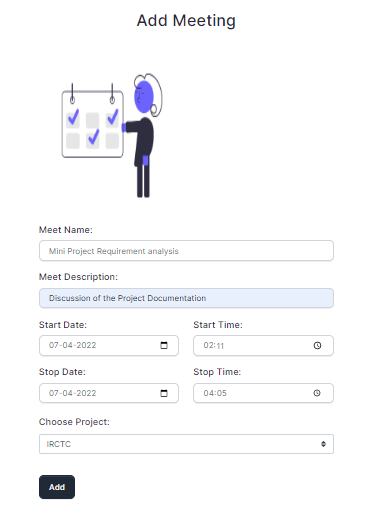 Add Meeting
Meet Name:
Mini Project Requirement analysis
Meet Description:
Discussion of the Project Documentation
Start Date: Start Time:
07-04-2022 02:11
Stop Date: Stop Time:
07-04-2022 04:05
Choose Project:
IRCTC
Add